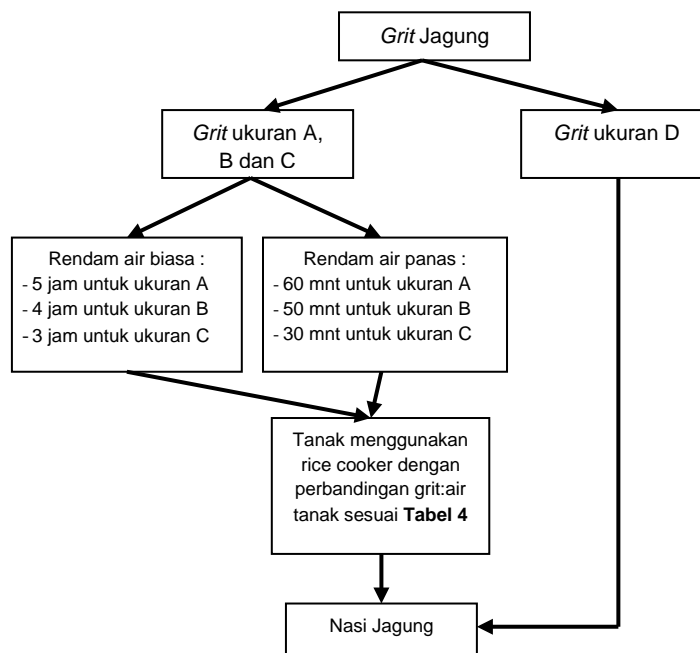 Grit Jagung
Grit ukuran A,
B dan C
Grit ukuran D
Rendam air biasa :
- 5 jam untuk ukuran A
- 4 jam untuk ukuran B
- 3 jam untuk ukuran C
Rendam air panas :
- 60 mnt untuk ukuran A
- 50 mnt untuk ukuran B
- 30 mnt untuk ukuran C
Tanak menggunakan
rice cooker dengan
perbandingan grit:air
tanak sesuai Tabel 4
Nasi Jagung